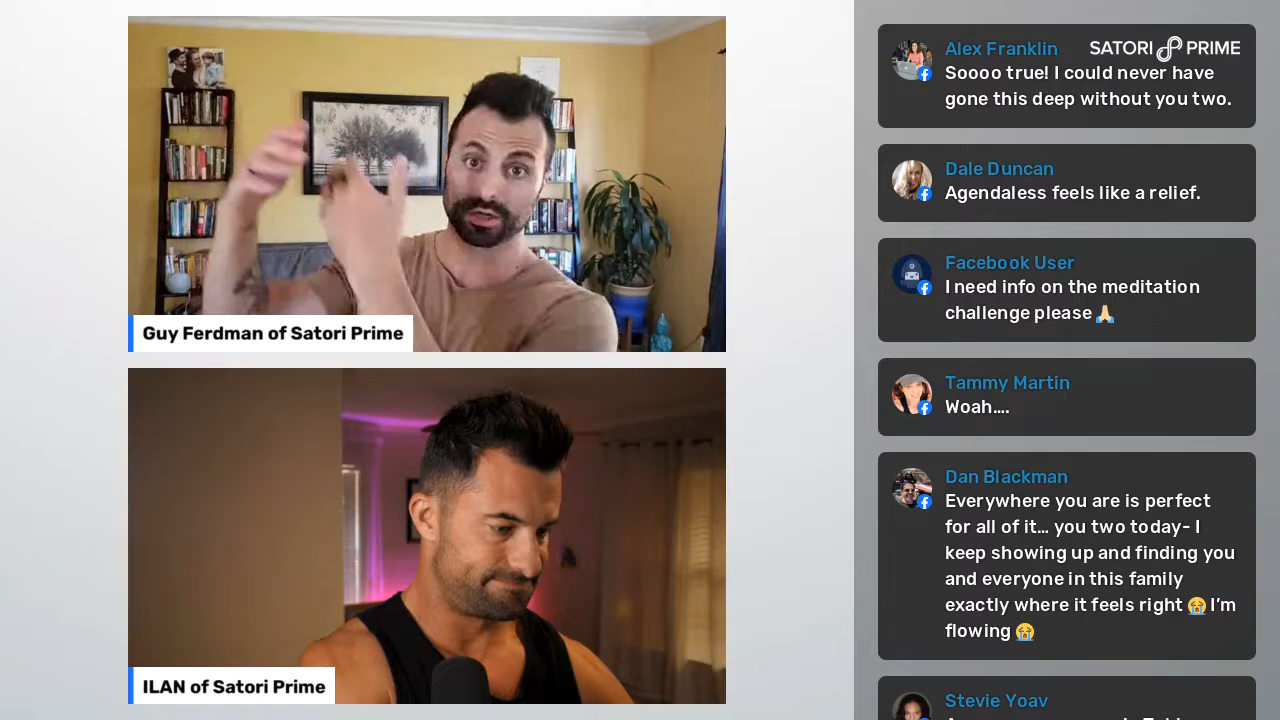 Guy Ferdman of Satori Prime
ILAN of Satori Prime
SATORI PRIME
Alex Franklin
Soooo true! I could never have
gone this deep without you two.
Dale Duncan
Agendaless feels like a relief.
Facebook User
I need info on the meditation
challenge please 🙏🏼
Tammy Martin
Woah....
Dan Blackman
Everywhere you are is perfect
for all of it... you two today- I
keep showing up and finding you
and everyone in this family
exactly where it feels right 😭 I'm
flowing 😭
Stevie Yoav